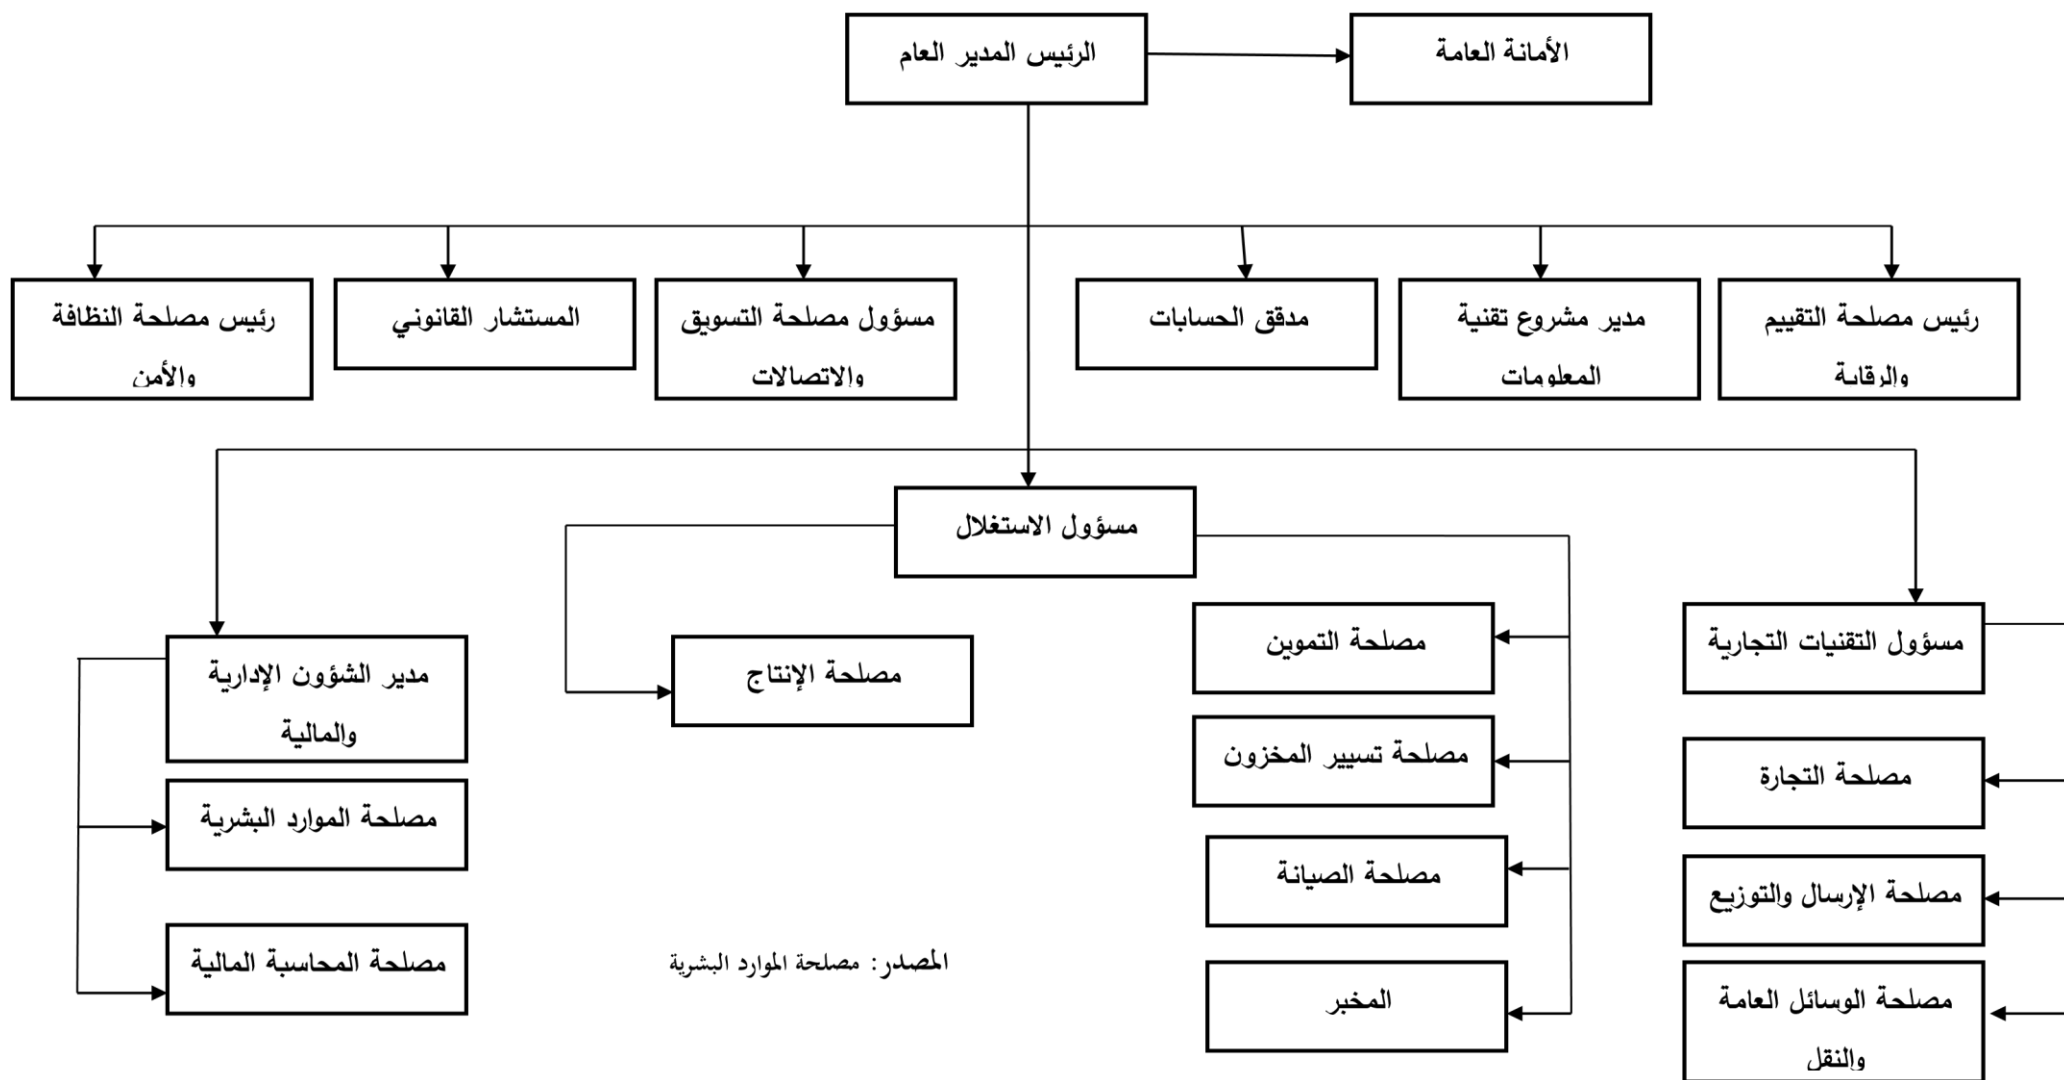 الرئيس المدير العام
الأمانة العامة
رئيس مصلحة التقييم
والرقابة
مدير مشروع تقنية
المعلومات
مدقق الحسابات
مسؤول مصلحة التسويق
والاتصالات
المستشار القانوني
رئيس مصلحة النظافة
والأمن
مسؤول الاستغلال
مسؤول التقنيات التجارية
مصلحة التجارة
مصلحة الإرسال والتوزيع
مصلحة الوسائل العامة
والنقل
مصلحة التموين
مصلحة تسيير المخزون
مصلحة الصيانة
المخبر
مصلحة الإنتاج
مدير الشؤون الإدارية
والمالية
مصلحة الموارد البشرية
مصلحة المحاسبة المالية
المصدر: مصلحة الموارد البشرية